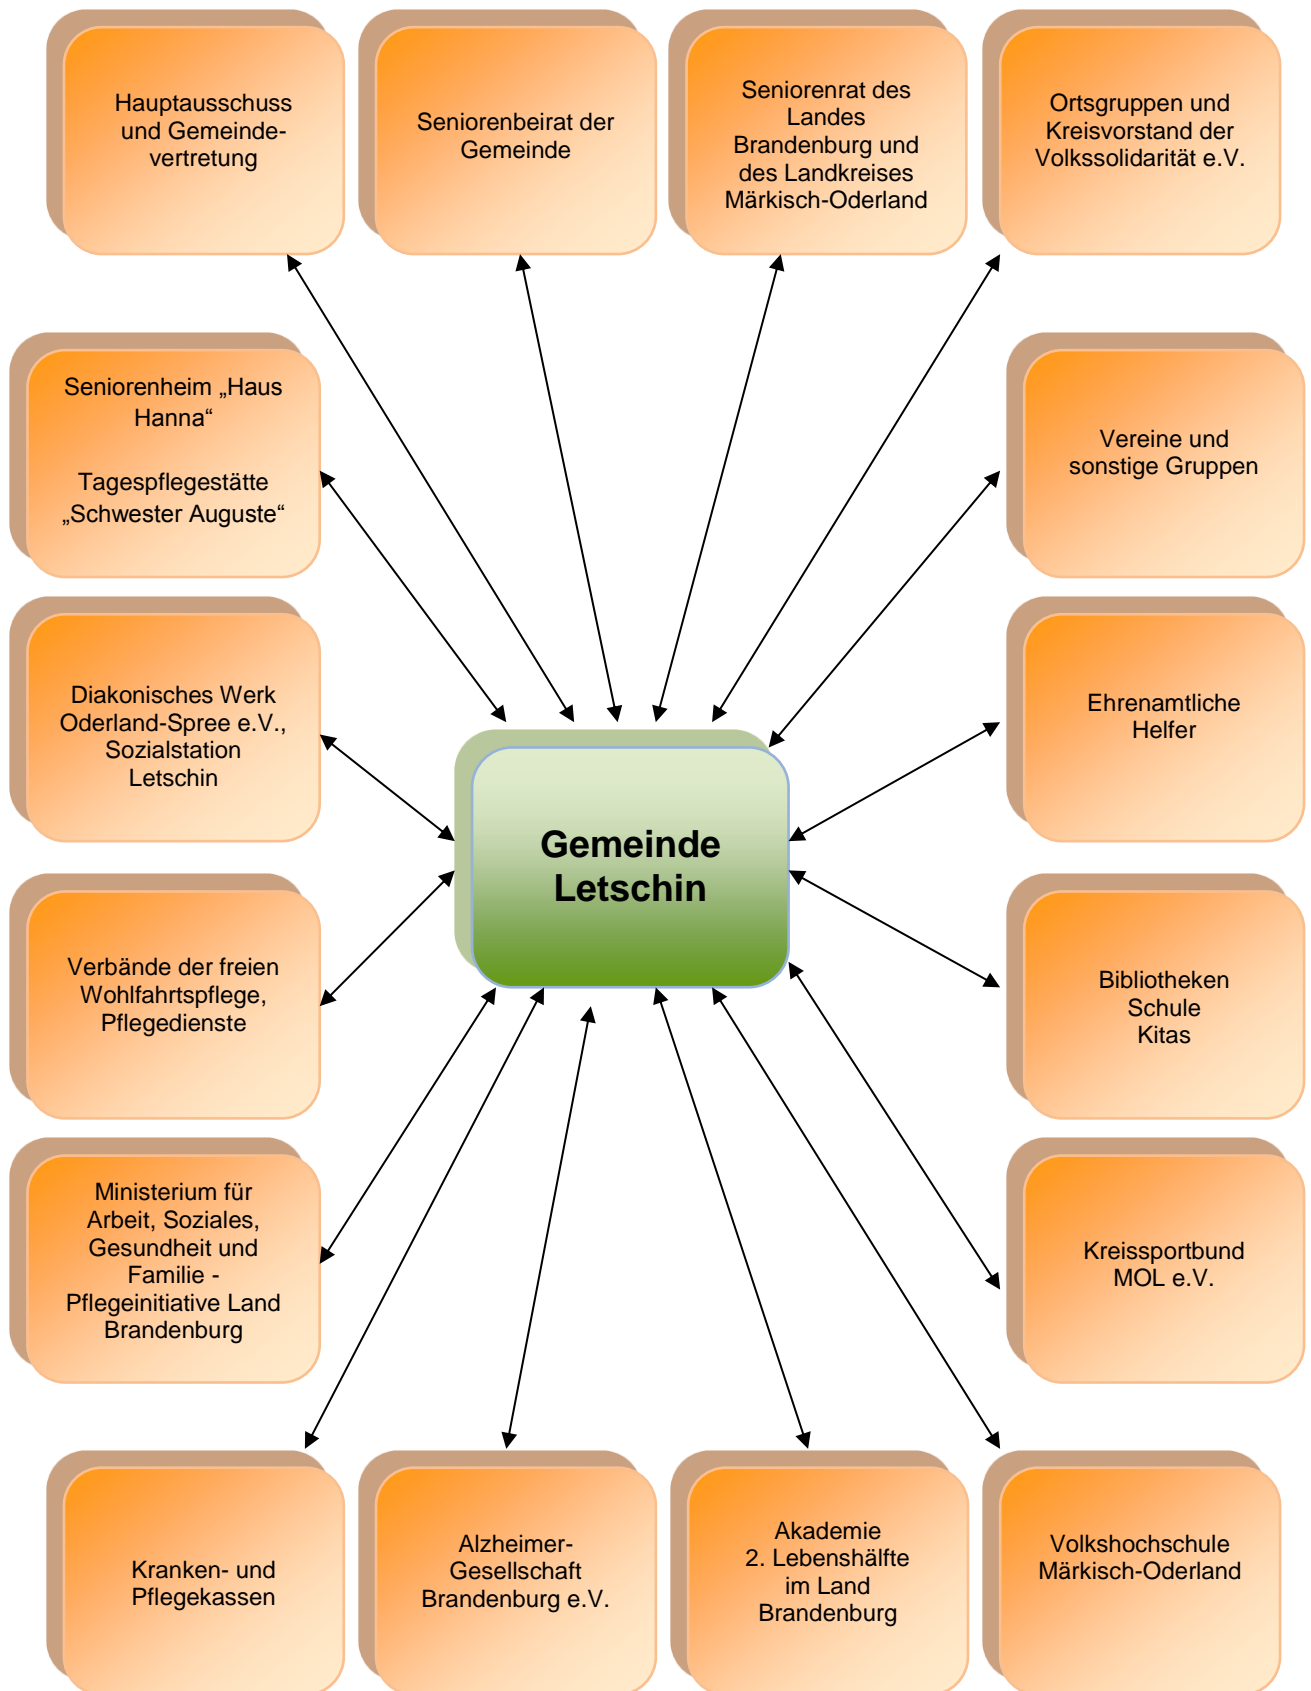 Hauptausschuss
und Gemeinde-
vertretung
Seniorenbeirat der
Gemeinde
Seniorenrat des
Landes
Brandenburg und
des Landkreises
Märkisch-Oderland
Ortsgruppen und
Kreisvorstand der
Volkssolidarität e.V.
Seniorenheim „Haus
Hanna“
Tagespflegestätte
„Schwester Auguste“
Vereine und
sonstige Gruppen
Diakonisches Werk
Oderland-Spree e.V.,
Sozialstation
Letschin
Ehrenamtliche
Helfer
Gemeinde
Letschin
Verbände der freien
Wohlfahrtspflege,
Pflegedienste
Bibliotheken
Schule
Kitas
Ministerium für
Arbeit, Soziales,
Gesundheit und
Familie -
Pflegeinitiative Land
Brandenburg
Kreissportbund
MOL e.V.
Kranken- und
Pflegekassen
Alzheimer-
Gesellschaft
Brandenburg e.V.
Akademie
2. Lebenshälfte
im Land
Brandenburg
Volkshochschule
Märkisch-Oderland